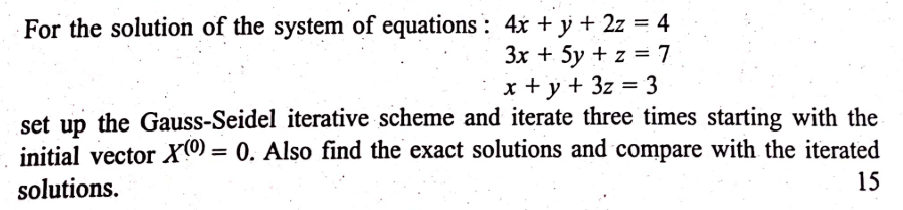 For the solution of the system of equations : 4x + y + 2z = 4
3x + 5y + z = 7
x + y + 3z = 3
set up the Gauss-Seidel iterative scheme and iterate three times starting with the
initial vector X⁽⁰⁾ = 0. Also find the exact solutions and compare with the iterated
solutions. 15